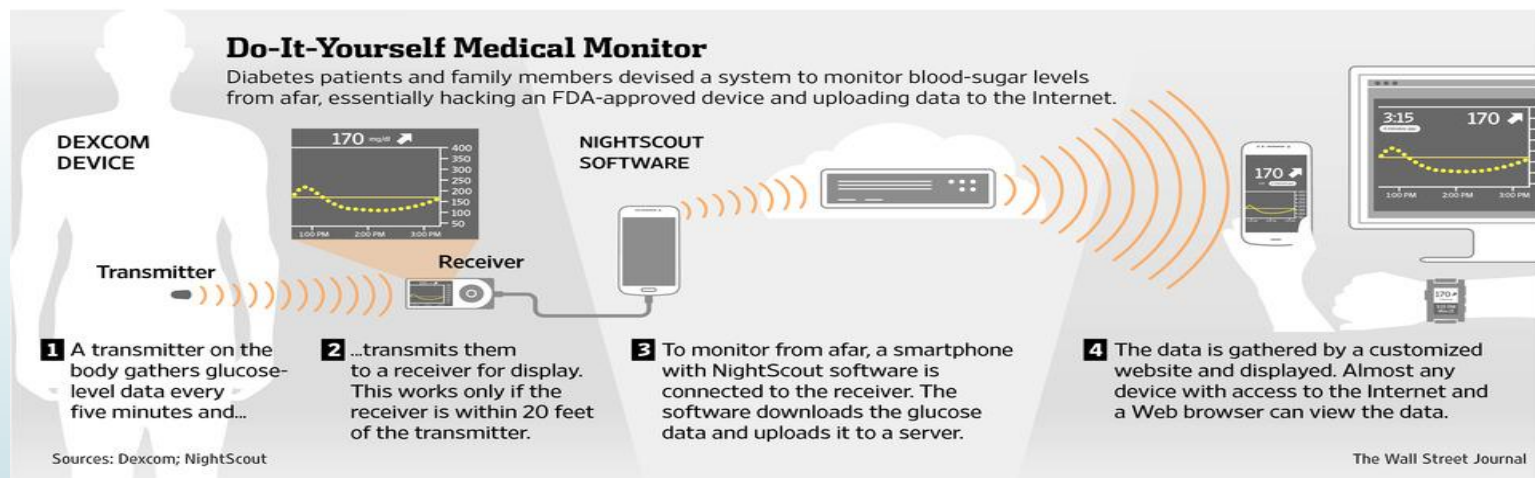 Do-It-Yourself Medical Monitor
Diabetes patients and family members devised a system to monitor blood-sugar levels
from afar, essentially hacking an FDA-approved device and uploading data to the Internet.
DEXCOM
DEVICE
170 mg/dl
400
350
300
250
200
150
100
50
1:00 PM 2:00 PM 3:00 PM
Transmitter
Receiver
NIGHTSCOUT
SOFTWARE
170
3:15 170
1:00 PM 2:00 PM 3:00 PM
170
1 A transmitter on the
body gathers glucose-
level data every
five minutes and...
2 ...transmits them
to a receiver for display.
This works only if the
receiver is within 20 feet
of the transmitter.
3 To monitor from afar, a smartphone
with NightScout software is
connected to the receiver. The
software downloads the glucose
data and uploads it to a server.
4 The data is gathered by a customized
website and displayed. Almost any
device with access to the Internet and
a Web browser can view the data.
Sources: Dexcom; NightScout
The Wall Street Journal